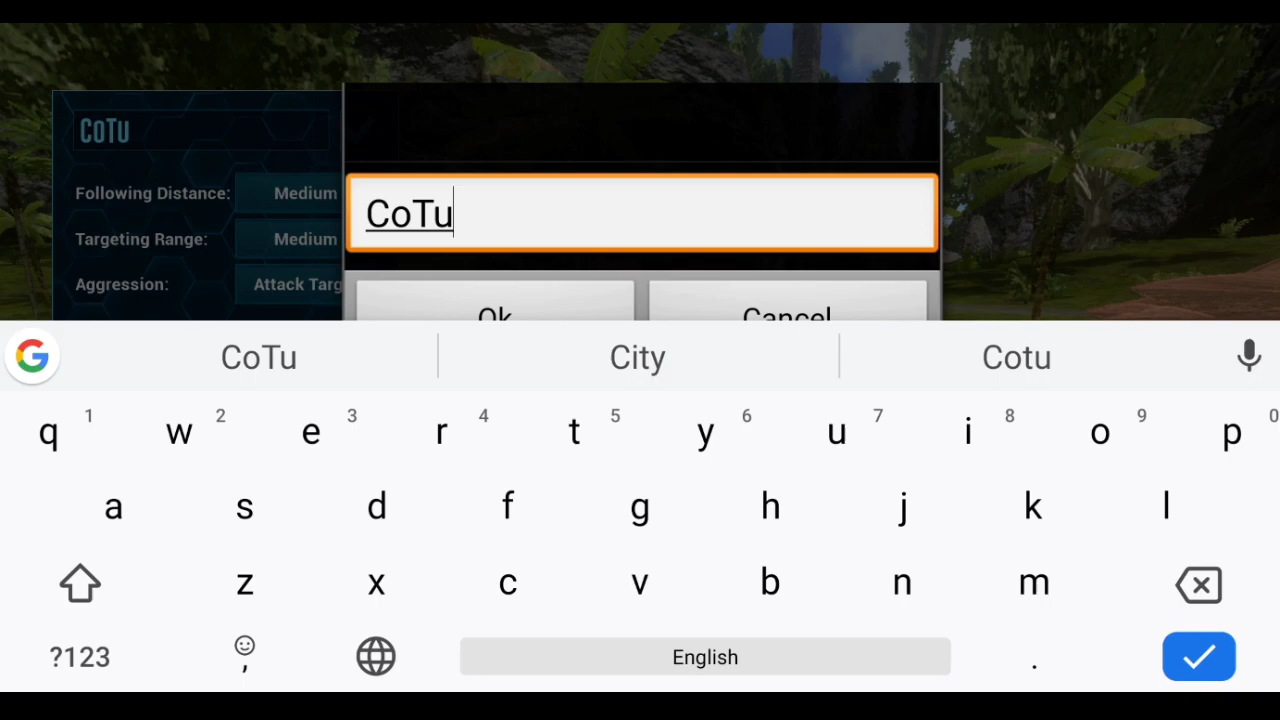 CoTu
Following Distance: Medium
Targeting Range: Medium
Aggression: Attack Targ
CoTu
Ok Cancel
CoTu City Cotu
q 1 w 2 e 3 r 4 t 5 y 6 u 7 i 8 o 9 p 0
a s d f g h j k l
z x c v b n m
?123 , English .